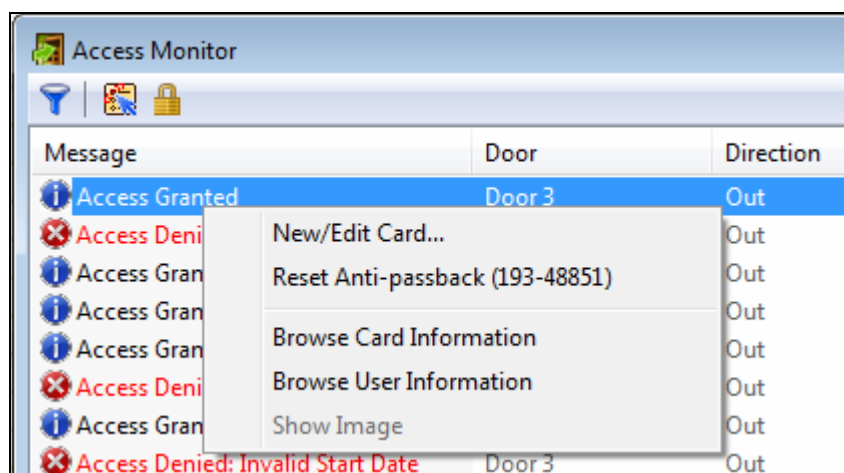 Access Monitor
Message Door Direction
Access Granted Door 3 Out
Access Deni Out
New/Edit Card...
Access Gran Out
Reset Anti-passback (193-48851)
Access Gran Out
Access Gran Out
Browse Card Information
Access Deni Out
Browse User Information
Access Gran Out
Show Image
Access Denied: Invalid Start Date Door 3 Out